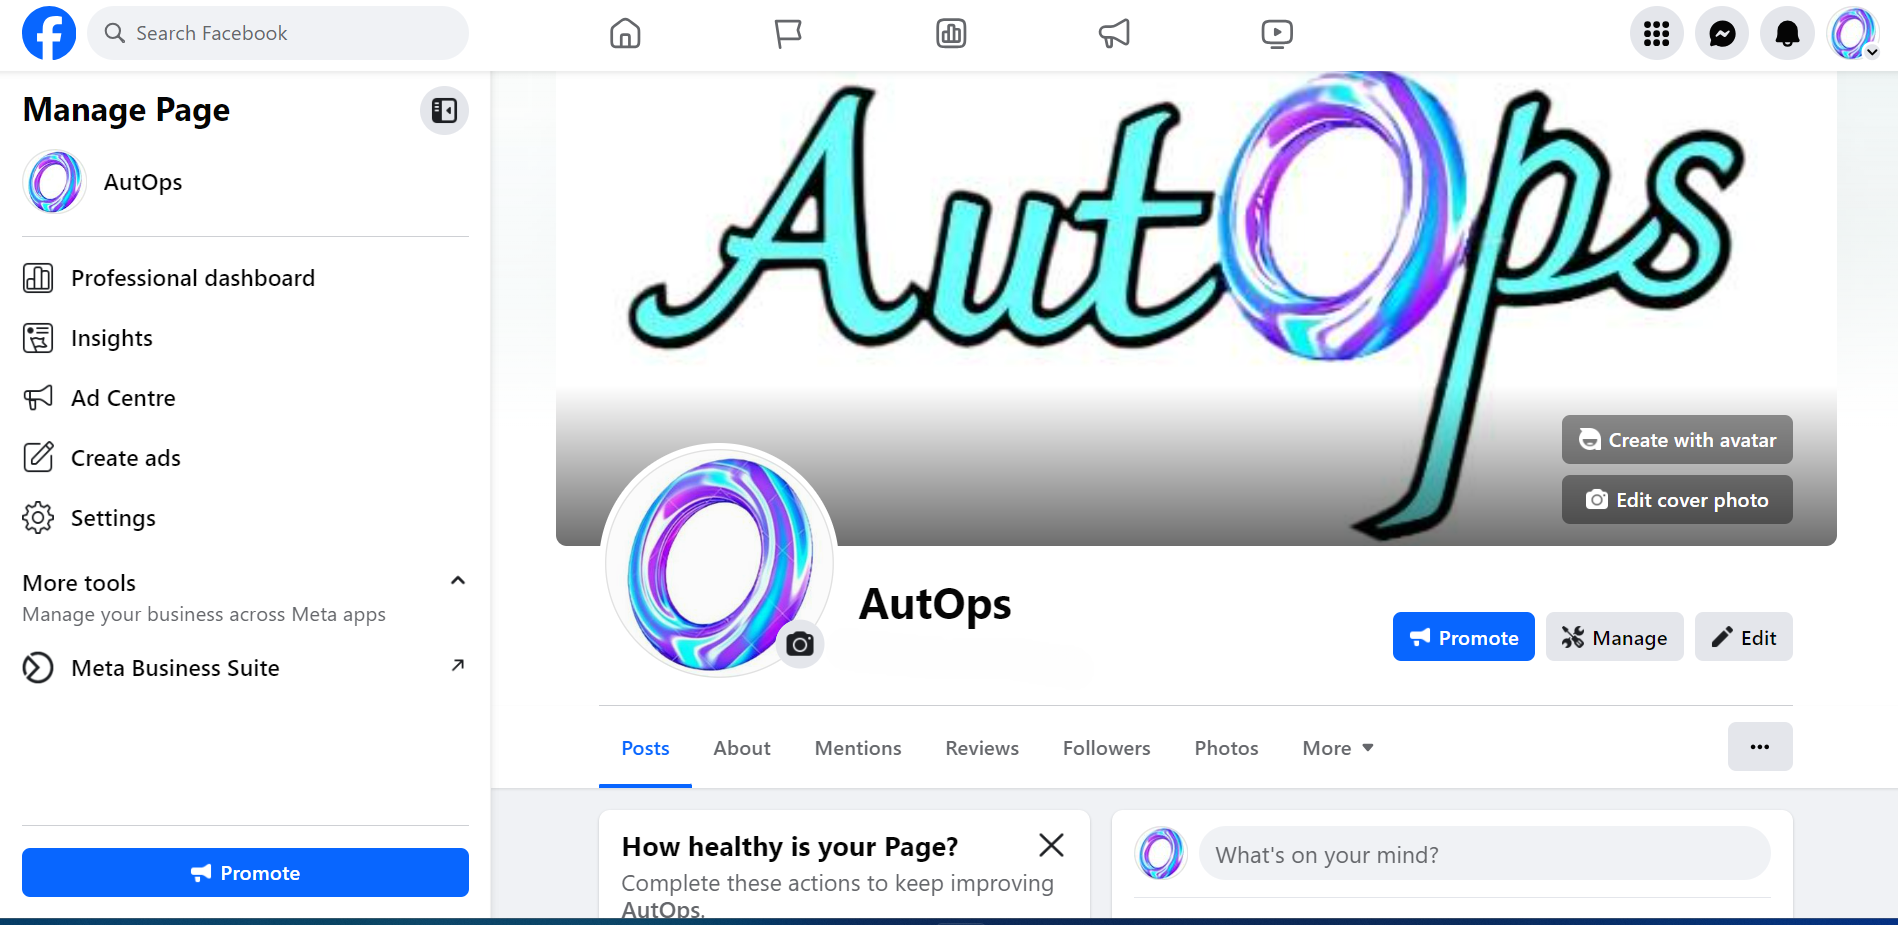 Search Facebook
Manage Page
AutOps
Professional dashboard
Insights
Ad Centre
Create ads
Settings
More tools
Manage your business across Meta apps
Meta Business Suite
Promote
AutOps
Create with avatar
Edit cover photo
AutOps
Promote
Manage
Edit
Posts
About
Mentions
Reviews
Followers
Photos
More
How healthy is your Page?
Complete these actions to keep improving
AutOps.
What's on your mind?